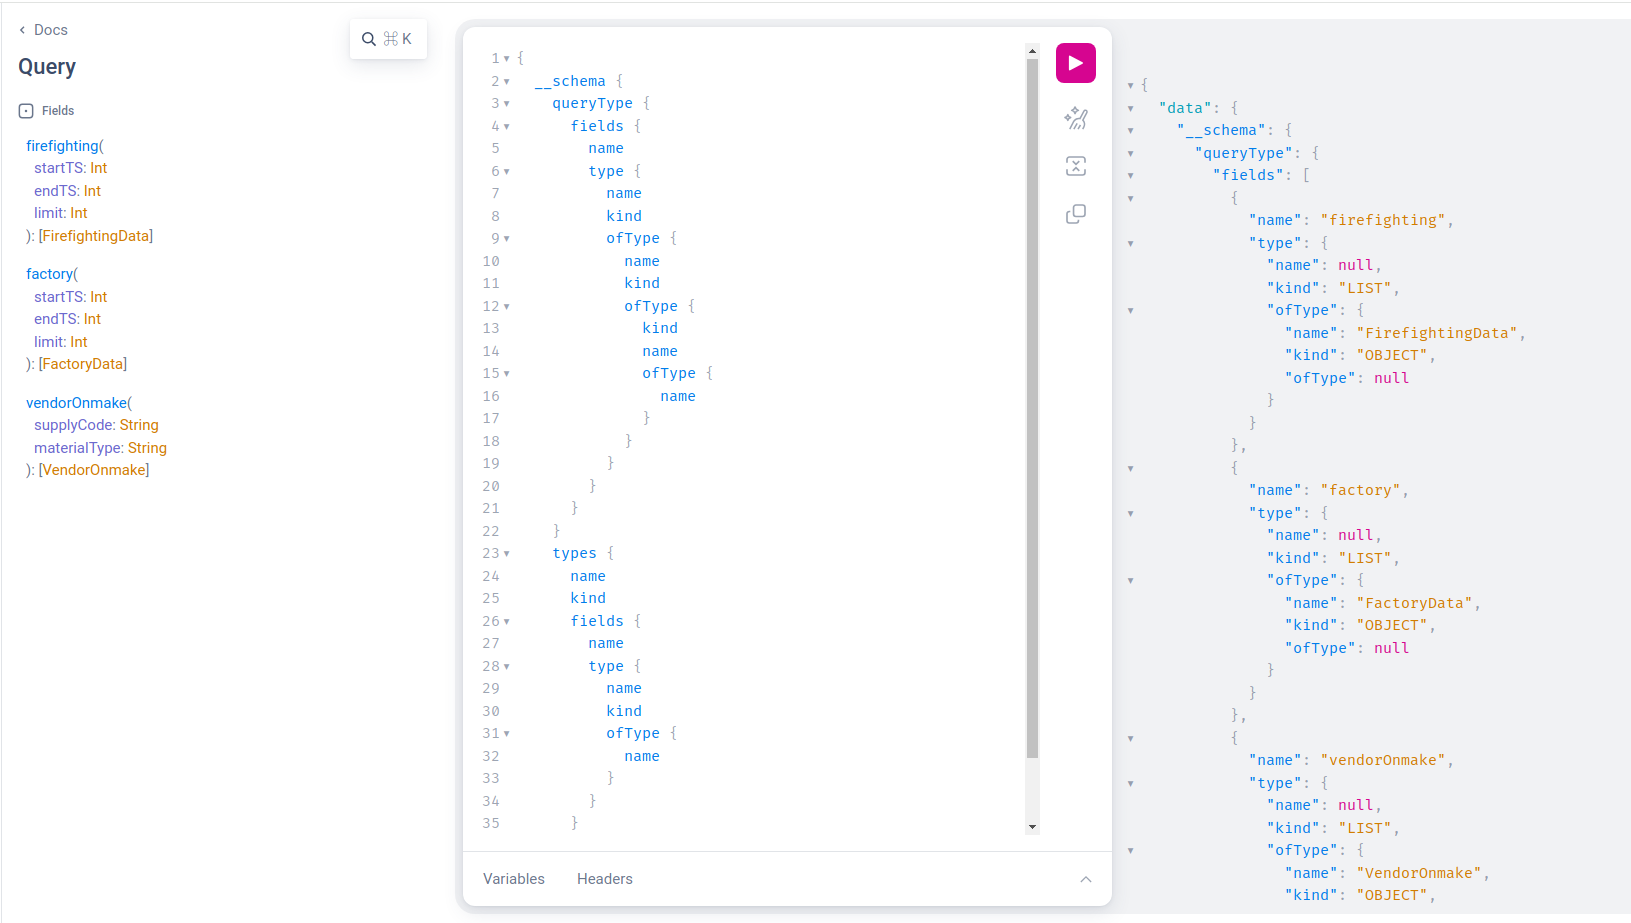 Docs
Query
⌘ K
Fields
firefighting(
startTS: Int
endTS: Int
limit: Int
): [FirefightingData]
factory(
startTS: Int
endTS: Int
limit: Int
): [FactoryData]
vendorOnmake(
supplyCode: String
materialType: String
): [VendorOnmake]
1 {
2 __schema {
3 queryType {
4 fields {
5 name
6 type {
7 name
8 kind
9 ofType {
10 name
11 kind
12 ofType {
13 kind
14 name
15 ofType {
16 name
17 }
18 }
19 }
20 }
21 }
22 }
23 types {
24 name
25 kind
26 fields {
27 name
28 type {
29 name
30 kind
31 ofType {
32 name
33 }
34 }
35 }
Variables Headers
{
"data": {
"__schema": {
"queryType": {
"fields": [
{
"name": "firefighting",
"type": {
"name": null,
"kind": "LIST",
"ofType": {
"name": "FirefightingData",
"kind": "OBJECT",
"ofType": null
}
}
},
{
"name": "factory",
"type": {
"name": null,
"kind": "LIST",
"ofType": {
"name": "FactoryData",
"kind": "OBJECT",
"ofType": null
}
}
},
{
"name": "vendorOnmake",
"type": {
"name": null,
"kind": "LIST",
"ofType": {
"name": "VendorOnmake",
"kind": "OBJECT",